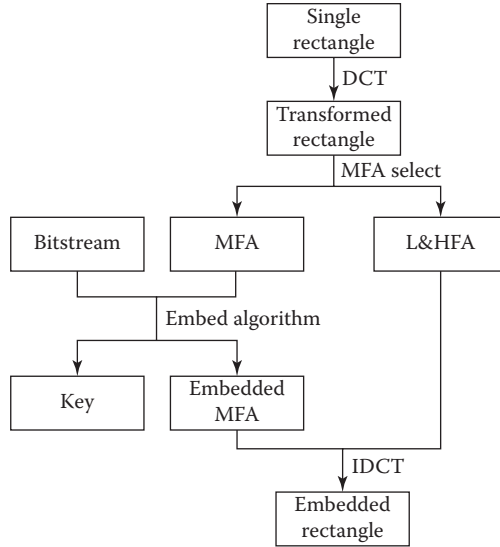 Single
rectangle
DCT
Transformed
rectangle
MFA select
Bitstream
MFA
L&HFA
Embed algorithm
Key
Embedded
MFA
IDCT
Embedded
rectangle